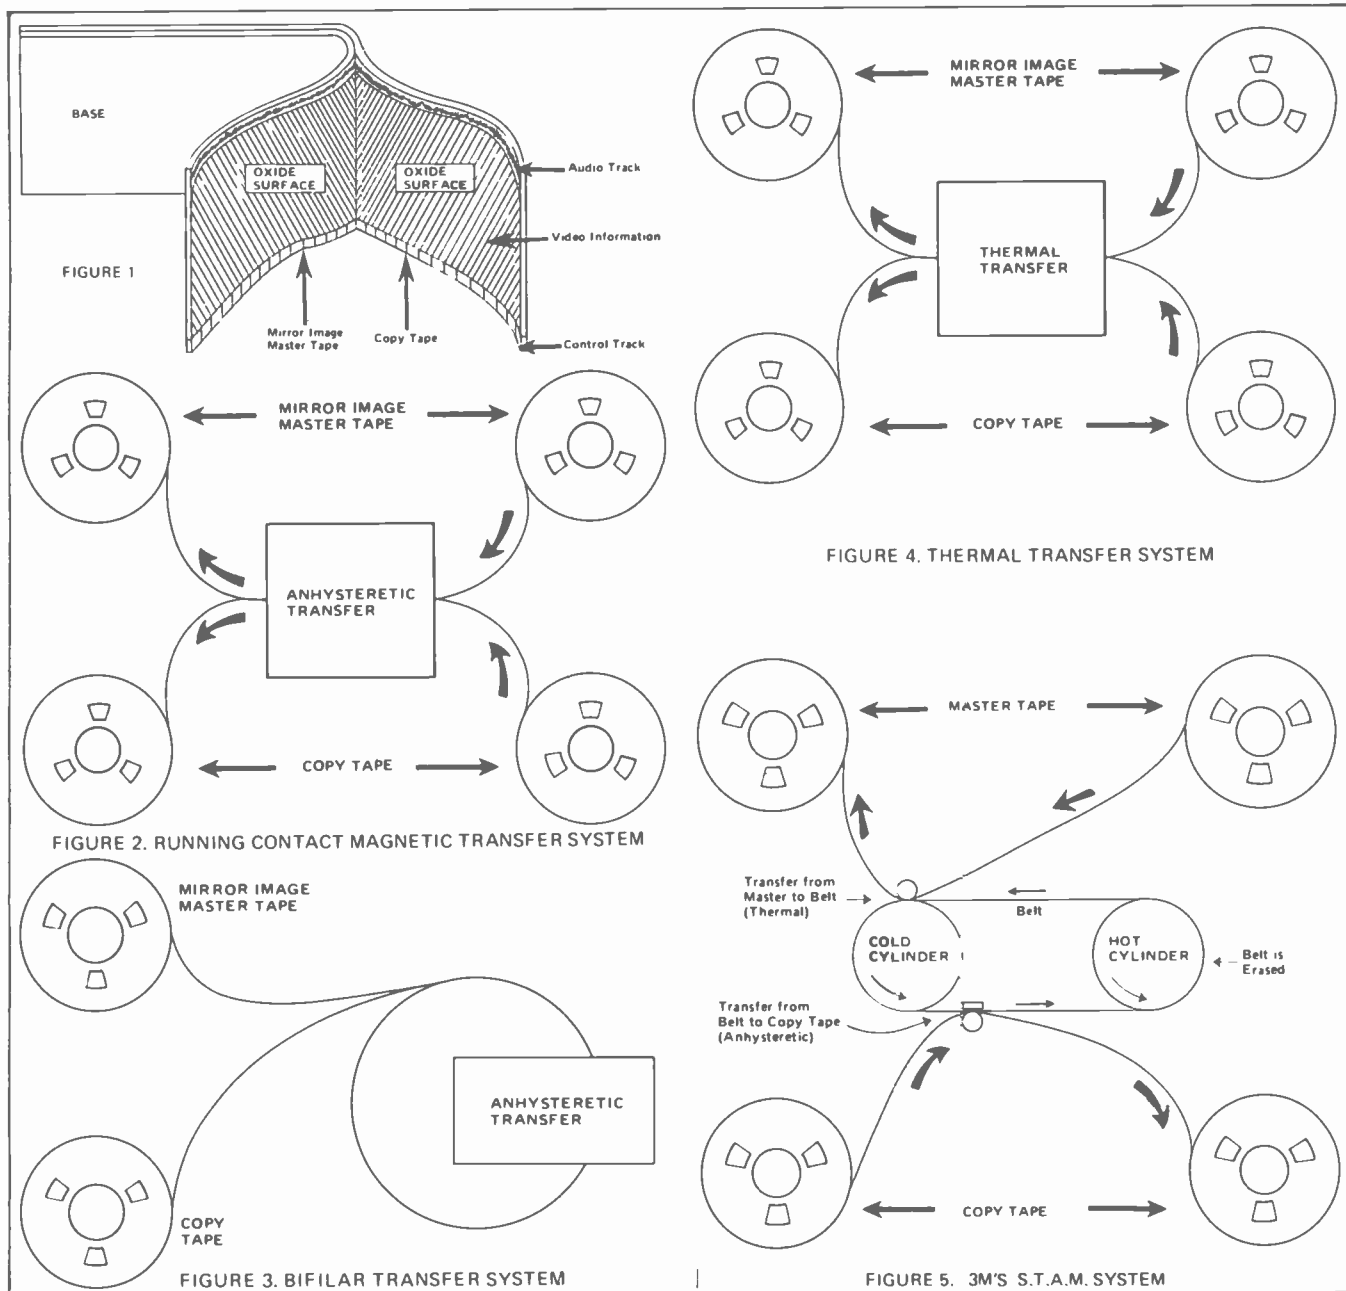 BASE
OXIDE
SURFACE
OXIDE
SURFACE
Audio Track
Video Information
FIGURE 1
Mirror Image
Master Tape
Copy Tape
Control Track
MIRROR IMAGE
MASTER TAPE
ANHYSTERETIC
TRANSFER
COPY TAPE
FIGURE 2. RUNNING CONTACT MAGNETIC TRANSFER SYSTEM
MIRROR IMAGE
MASTER TAPE
ANHYSTERETIC
TRANSFER
COPY
TAPE
FIGURE 3. BIFILAR TRANSFER SYSTEM
MIRROR IMAGE
MASTER TAPE
THERMAL
TRANSFER
COPY TAPE
FIGURE 4. THERMAL TRANSFER SYSTEM
MASTER TAPE
Transfer from
Master to Belt
(Thermal)
Belt
COLD
CYLINDER
HOT
CYLINDER
Belt is
Erased
Transfer from
Belt to Copy Tape
(Anhysteretic)
COPY TAPE
FIGURE 5. 3M'S S.T.A.M. SYSTEM